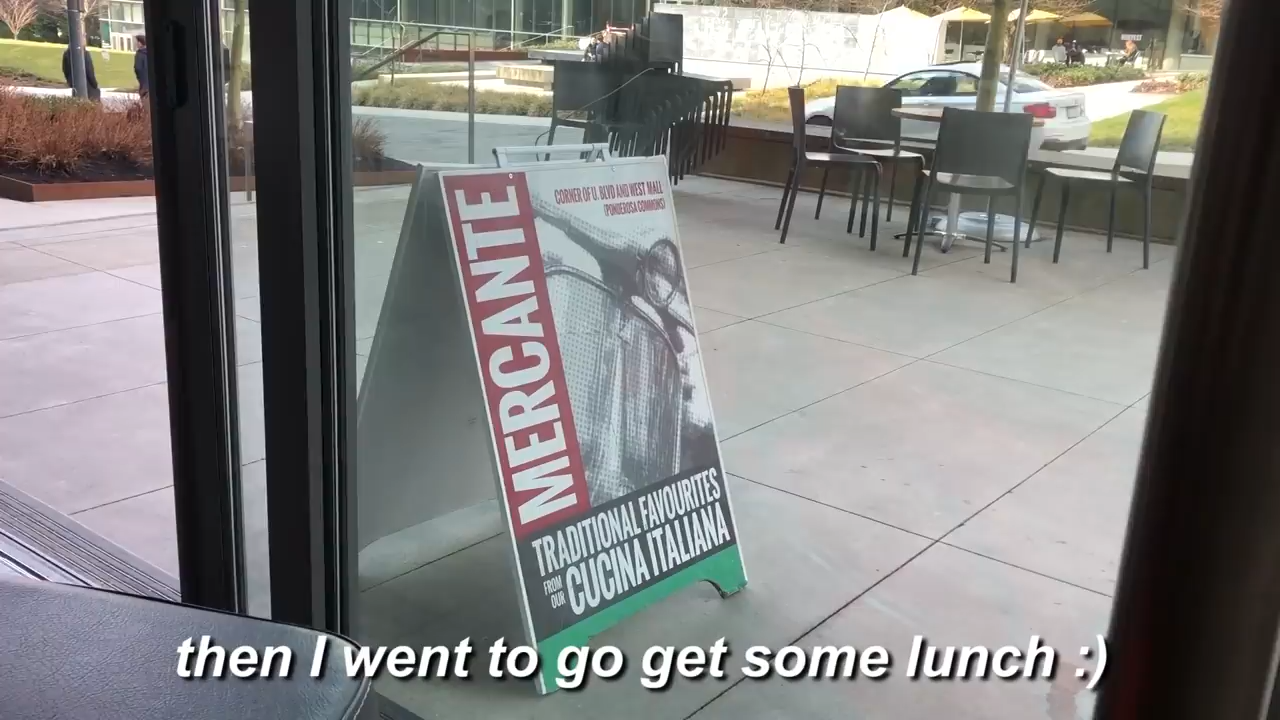 CORNER OF U. BLVD AND WEST MALL
(PONDEROSA COMMONS)
MERCANTE
TRADITIONAL FAVOURITES
FROM OUR CUCINA ITALIANA
then I went to go get some lunch :)